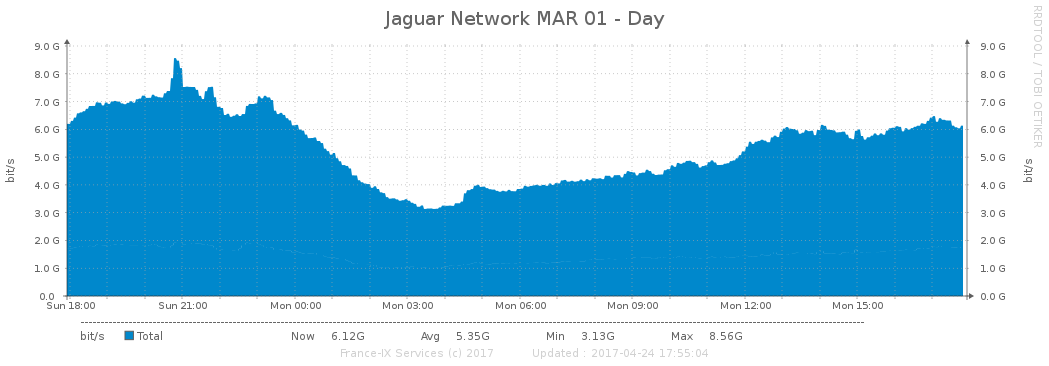 Jaguar Network MAR 01 - Day
RRDTOOL / TOBI OETIKER
bit/s
9.0 G 9.0 G
8.0 G 8.0 G
7.0 G 7.0 G
6.0 G 6.0 G
5.0 G 5.0 G
4.0 G 4.0 G
3.0 G 3.0 G
2.0 G 2.0 G
1.0 G 1.0 G
0.0 0.0 G
bit/s
Sun 18:00 Sun 21:00 Mon 00:00 Mon 03:00 Mon 06:00 Mon 09:00 Mon 12:00 Mon 15:00
bit/s Total Now 6.12G Avg 5.35G Min 3.13G Max 8.56G
France-IX Services (c) 2017 Updated : 2017-04-24 17:55:04